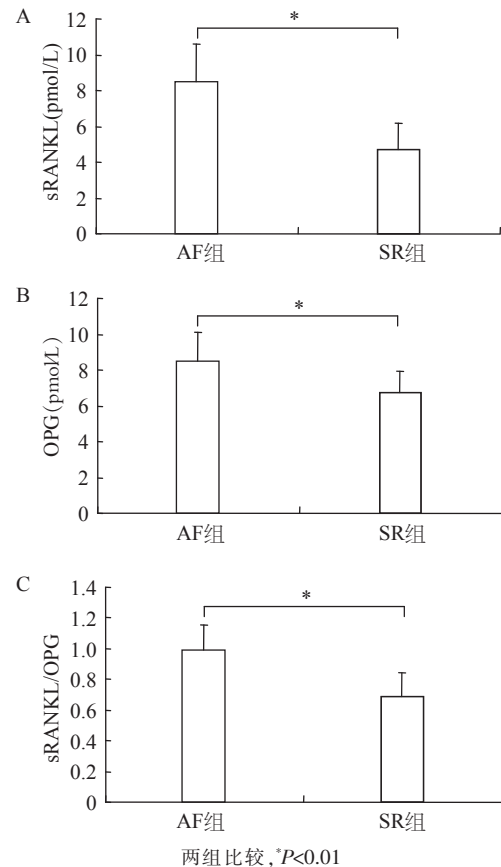 A
*
12
10
8
6
4
2
0
sRANKL(pmol/L)
AF组
SR组
B
*
12
10
8
6
4
2
0
OPG(pmol/L)
AF组
SR组
C
*
1.4
1.2
1.0
0.8
0.6
0.4
0.2
0
sRANKL/OPG
AF组
SR组
两组比较,*P<0.01